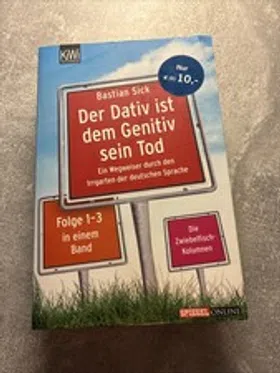 KiWi
Nur
€ (D) 10,-
Bastian Sick
Der Dativ ist
dem Genitiv
sein Tod
Ein Wegweiser durch den
Irrgarten der deutschen Sprache
Folge 1-3
in einem
Band
Die
Zwiebelfisch-
Kolumnen
SPIEGEL ONLINE